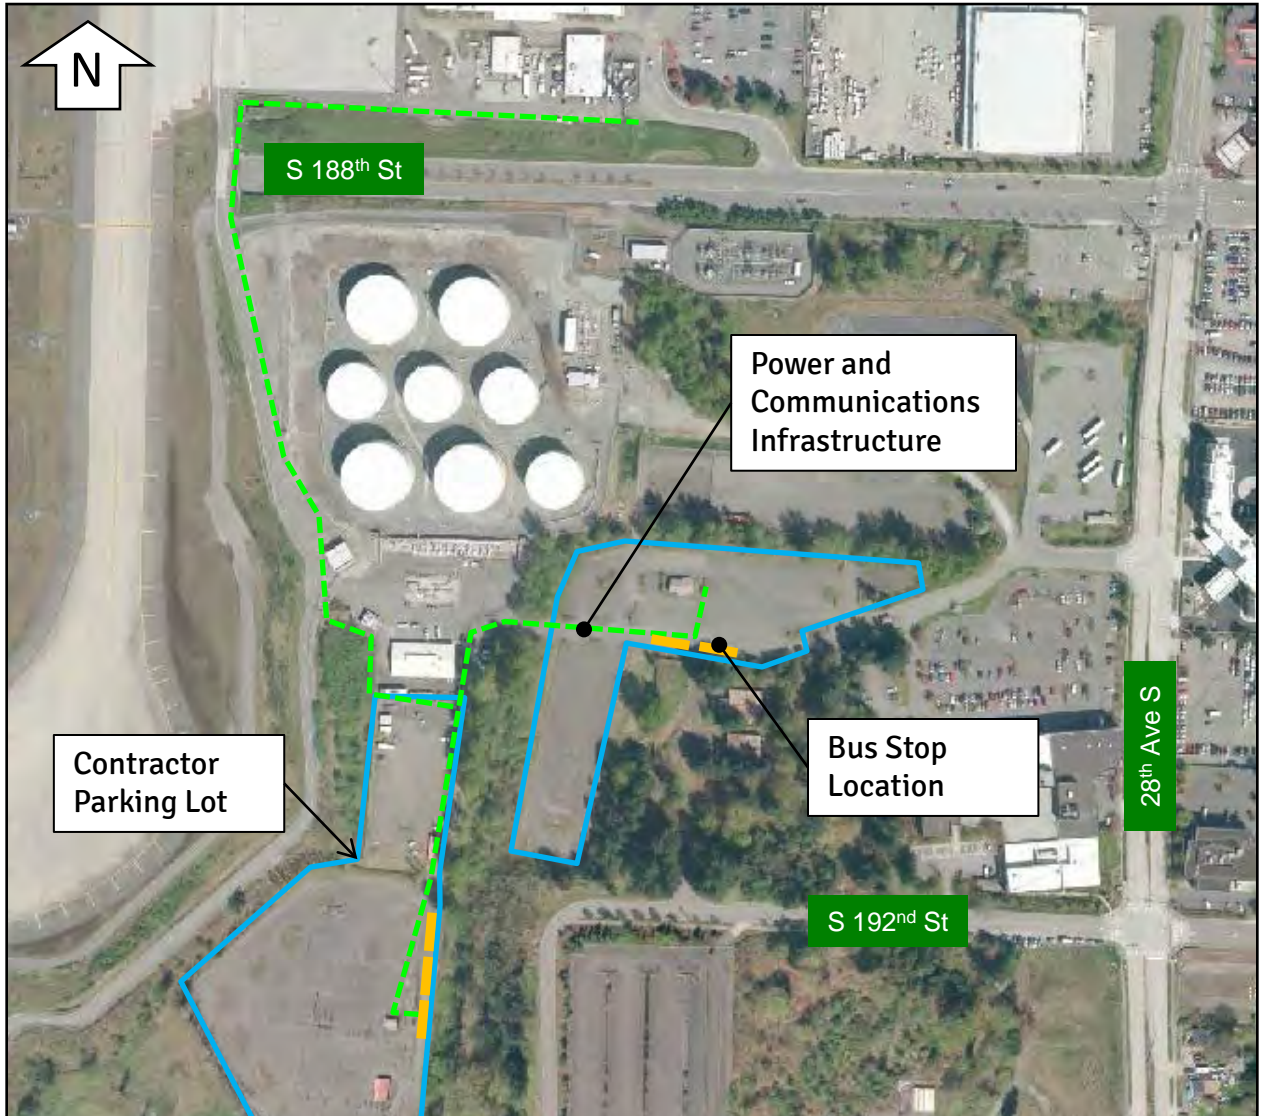 N
S 188th St
Power and
Communications
Infrastructure
Contractor
Parking Lot
Bus Stop
Location
28th Ave S
S 192nd St